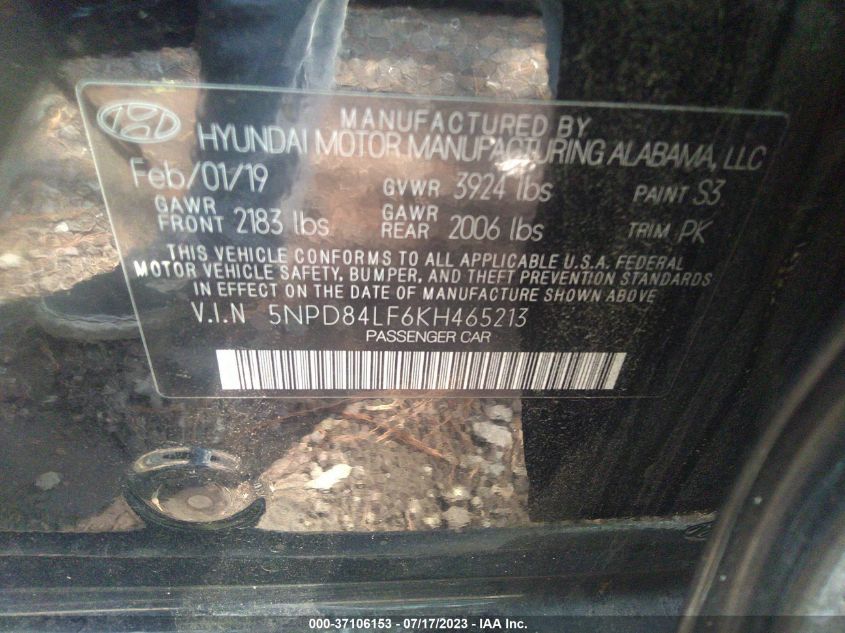 MANUFACTURED BY
HYUNDAI MOTOR MANUFACTURING ALABAMA, LLC
Feb/01/19 GVWR 3924 lbs PAINT S3
GAWR FRONT 2183 lbs GAWR REAR 2006 lbs TRIM PK
THIS VEHICLE CONFORMS TO ALL APPLICABLE U.S.A. FEDERAL
MOTOR VEHICLE SAFETY, BUMPER, AND THEFT PREVENTION STANDARDS
IN EFFECT ON THE DATE OF MANUFACTURE SHOWN ABOVE
V.I.N 5NPD84LF6KH465213
PASSENGER CAR
000-37106153 - 07/17/2023 - IAA Inc.